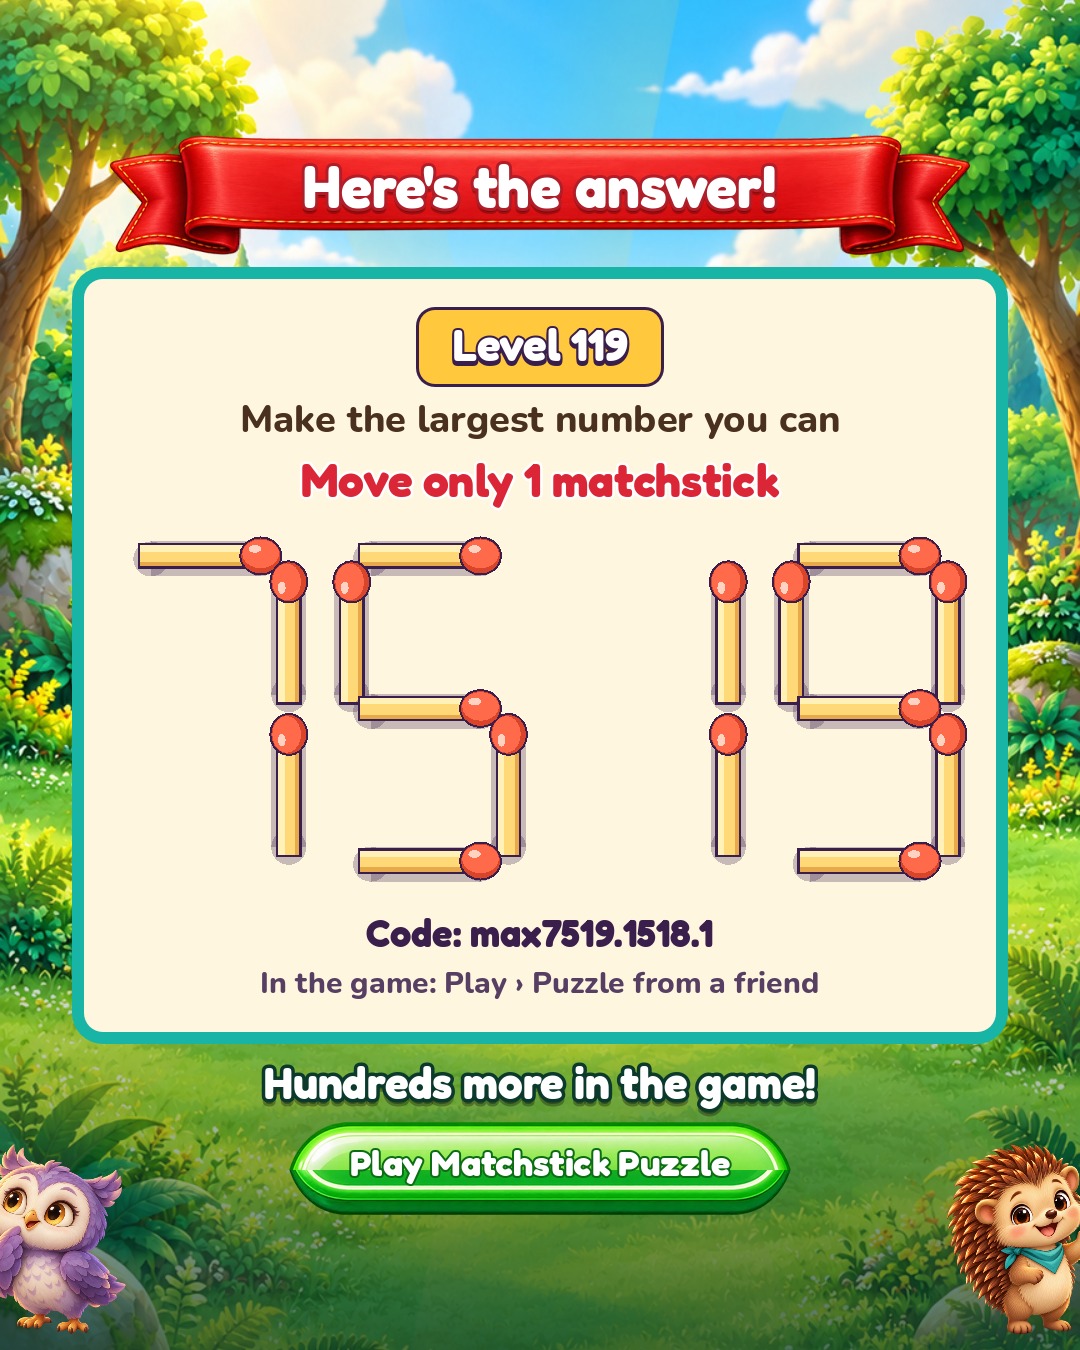 Here's the answer!
Level 119
Make the largest number you can
Move only 1 matchstick
7519
Code: max7519.1518.1
In the game: Play › Puzzle from a friend
Hundreds more in the game!
Play Matchstick Puzzle